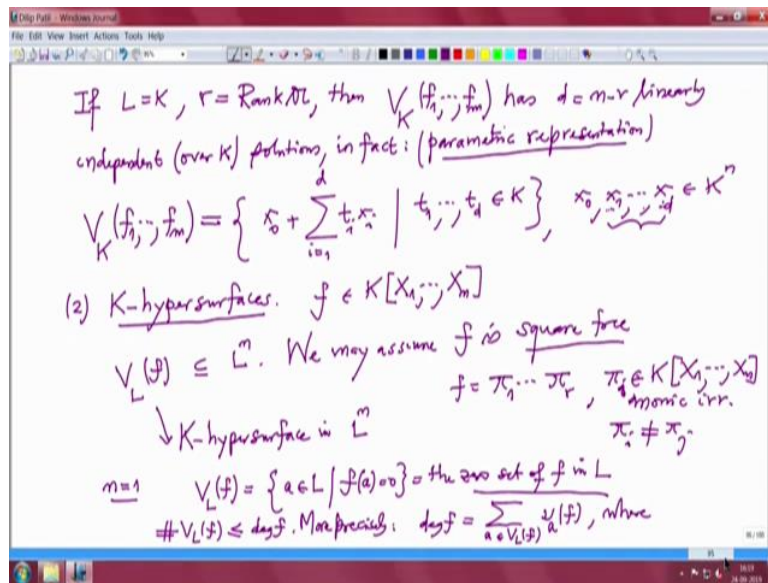 Dilip Patil - Windows Journal
File Edit View Insert Actions Tools Help
If L=K, r = Rank 𝔄, then V_K(f_1,...,f_m) has d=n-r linearly
independent (over K) solutions, in fact: (parametric representation)
V_K(f_1,...,f_m) = { x_0 + ∑_{i=1}^{d} t_i x_i | t_1,...,t_d ∈ K }, x_0, x_1,...,x_d ∈ K^n
(2) K-hypersurfaces. f ∈ K[X_1,...,X_n]
V_L(f) ⊆ L^n. We may assume f is square free
f = π_1 ... π_r, π_i ∈ K[X_1,...,X_n]
monic irr.
↓ K-hypersurface in L^n
π_i ≠ π_j
n=1 V_L(f) = {a ∈ L | f(a)=0} = the zero set of f in L
#V_L(f) ≤ deg f. More precisely: deg f = ∑_{a ∈ V_L(f)} ν_a(f), where